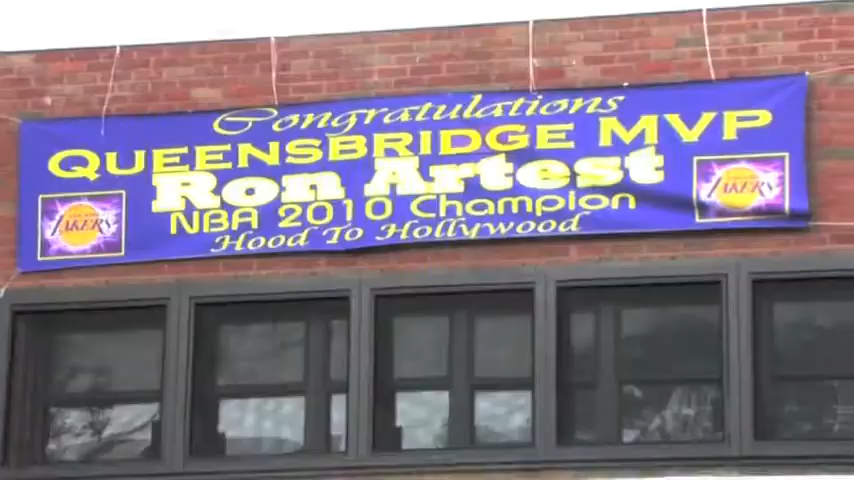 Congratulations
QUEENSBRIDGE MVP
Ron Artest
NBA 2010 Champion
Hood To Hollywood
LAKERS
LAKERS